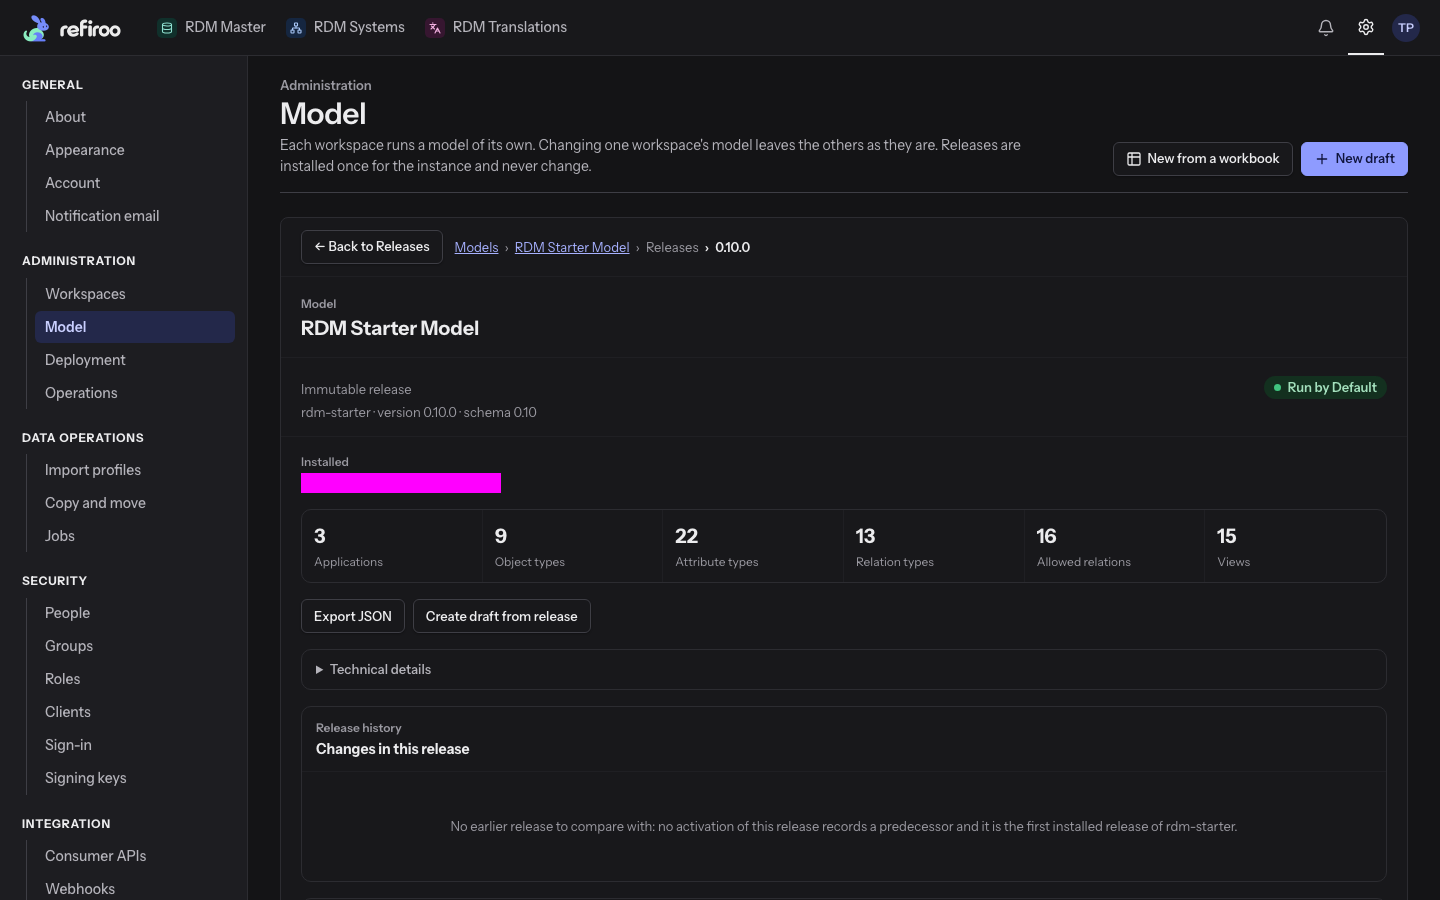 refiroo
RDM Master
RDM Systems
RDM Translations
TP
GENERAL
About
Appearance
Account
Notification email
ADMINISTRATION
Workspaces
Model
Deployment
Operations
DATA OPERATIONS
Import profiles
Copy and move
Jobs
SECURITY
People
Groups
Roles
Clients
Sign-in
Signing keys
INTEGRATION
Consumer APIs
Webhooks
Administration
Model
Each workspace runs a model of its own. Changing one workspace's model leaves the others as they are. Releases are
installed once for the instance and never change.
New from a workbook
+ New draft
← Back to Releases
Models › RDM Starter Model › Releases › 0.10.0
Model
RDM Starter Model
Immutable release
rdm-starter · version 0.10.0 · schema 0.10
Run by Default
Installed
3
Applications
9
Object types
22
Attribute types
13
Relation types
16
Allowed relations
15
Views
Export JSON
Create draft from release
▶ Technical details
Release history
Changes in this release
No earlier release to compare with: no activation of this release records a predecessor and it is the first installed release of rdm-starter.